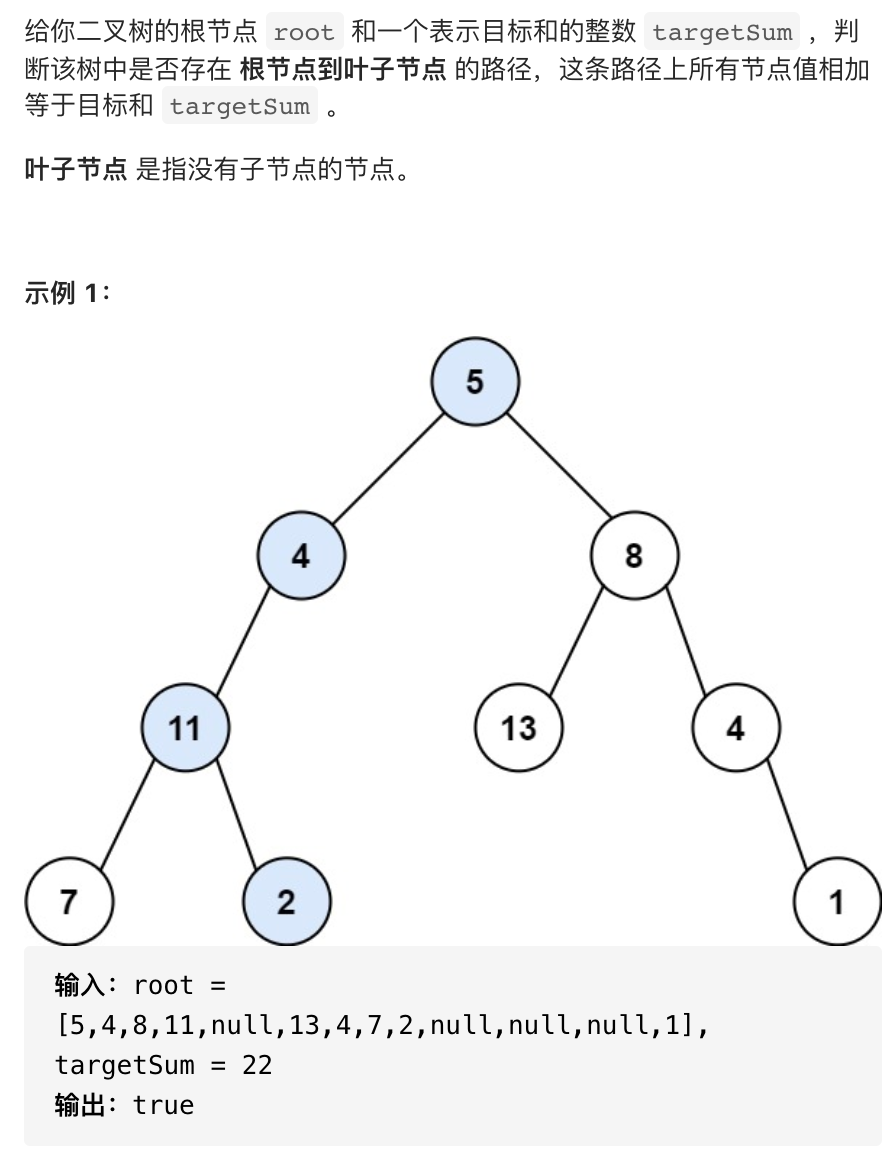 给你二叉树的根节点 root 和一个表示目标和的整数 targetSum ，判
断该树中是否存在 根节点到叶子节点 的路径，这条路径上所有节点值相加
等于目标和 targetSum 。
叶子节点 是指没有子节点的节点。
示例 1：
5
4 8
11 13 4
7 2 1
输入：root =
[5,4,8,11,null,13,4,7,2,null,null,null,1],
targetSum = 22
输出：true